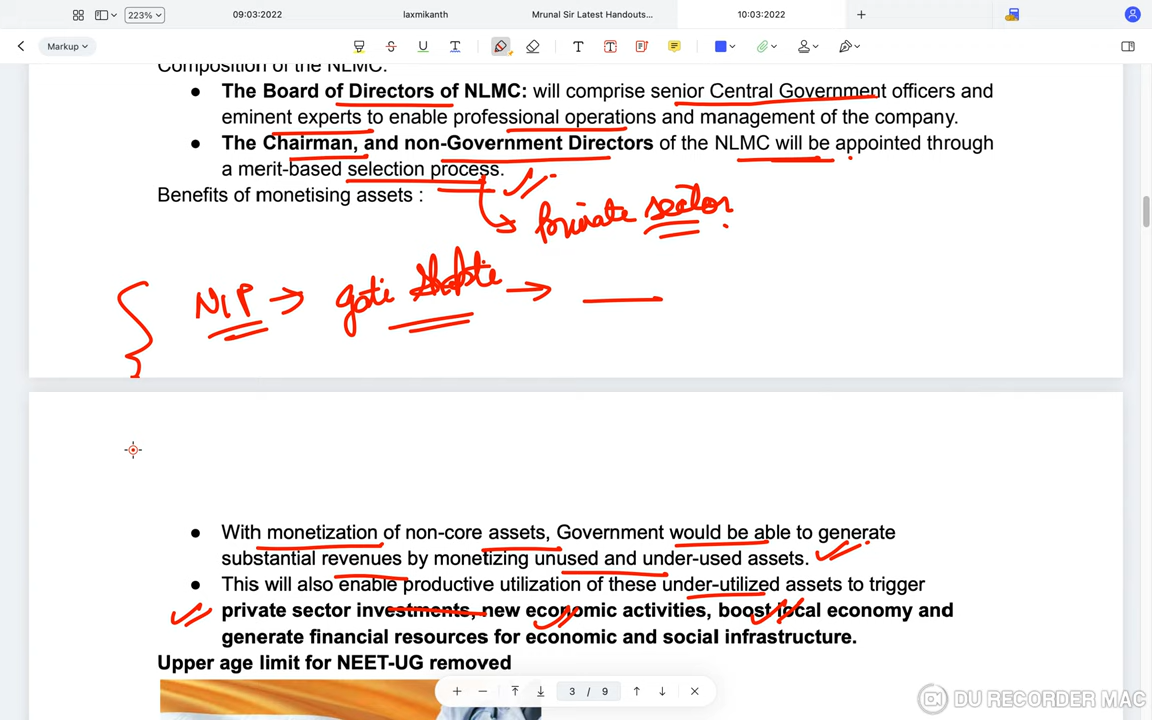 223%
09:03:2022
laxmikanth
Mrunal Sir Latest Handouts...
10:03:2022
Markup
Composition of the NLMC:
● The Board of Directors of NLMC: will comprise senior Central Government officers and
eminent experts to enable professional operations and management of the company.
● The Chairman, and non-Government Directors of the NLMC will be appointed through
a merit-based selection process.
Benefits of monetising assets :
Private sector
NIP → gati → 
● With monetization of non-core assets, Government would be able to generate
substantial revenues by monetizing unused and under-used assets.
● This will also enable productive utilization of these under-utilized assets to trigger
private sector investments, new economic activities, boost local economy and
generate financial resources for economic and social infrastructure.
Upper age limit for NEET-UG removed
3 / 9
DU RECORDER MAC